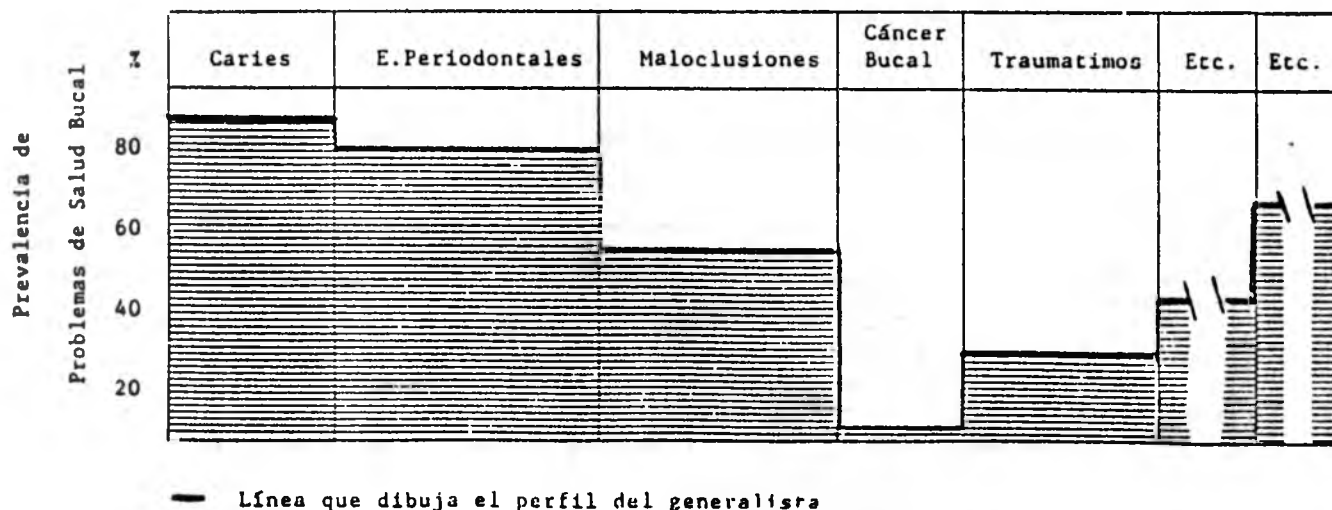 Prevalencia de
Problemas de Salud Bucal
%
Caries
E.Periodontales
Maloclusiones
Cáncer
Bucal
Traumatimos
Etc.
Etc.
80
60
40
20
Línea que dibuja el perfil del generalista